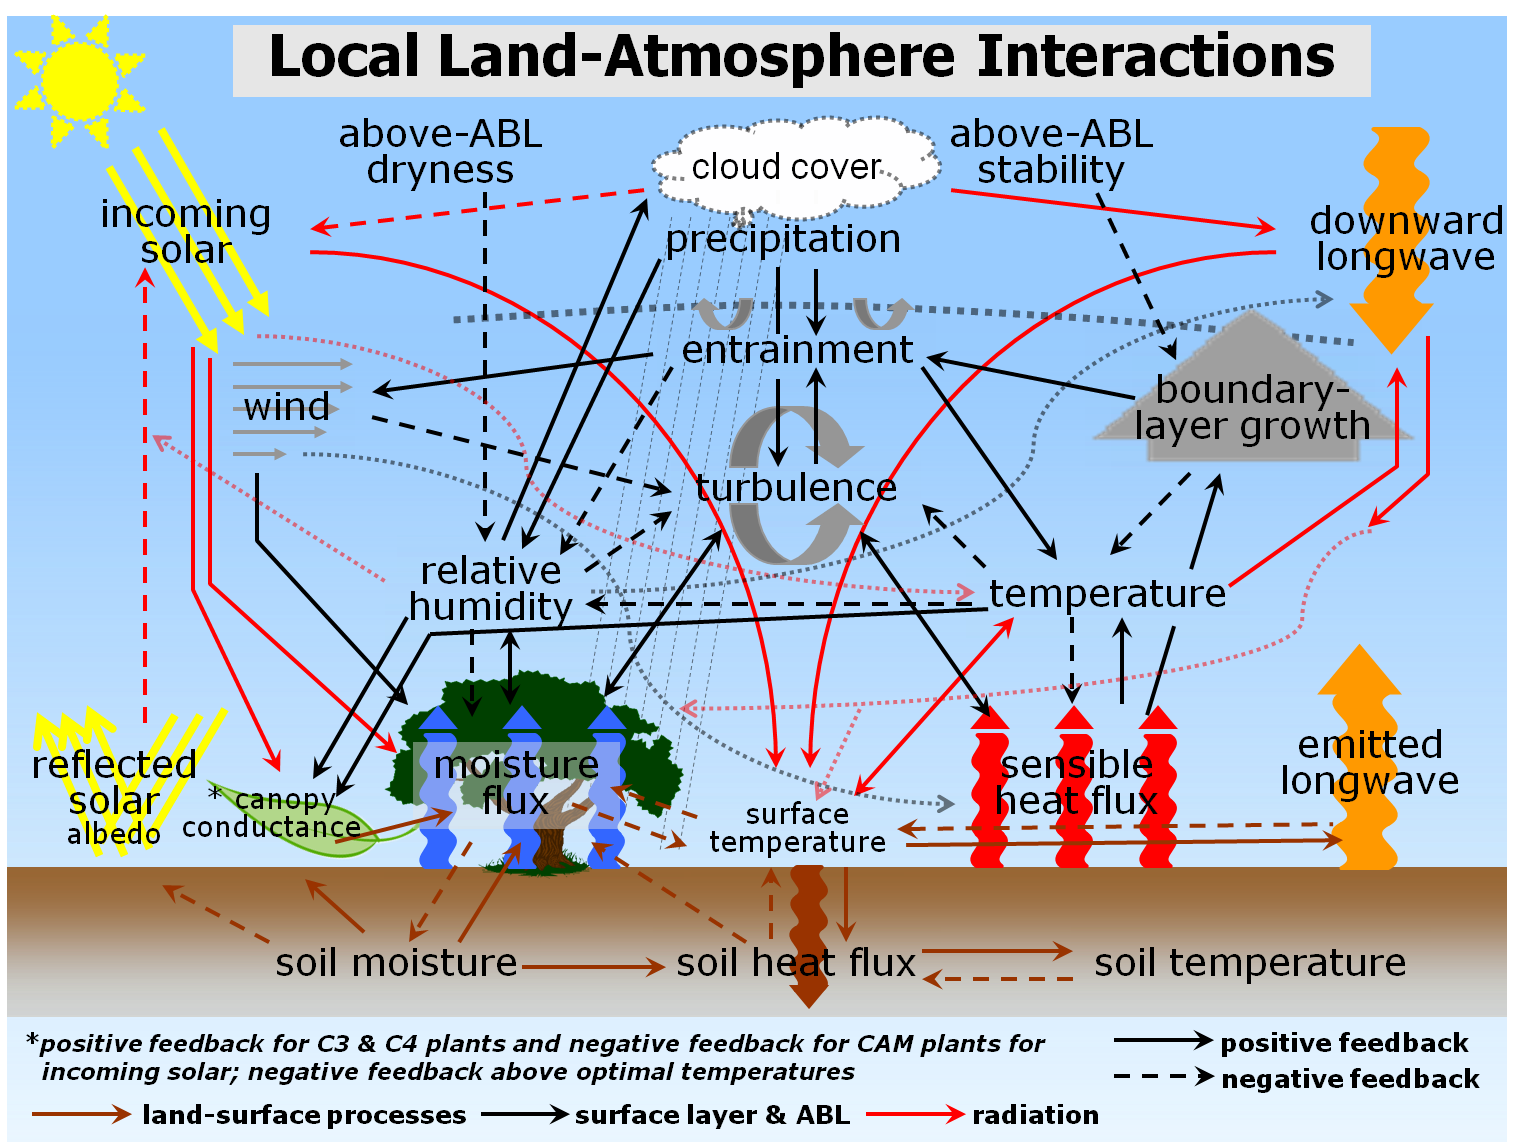 Local Land-Atmosphere Interactions
above-ABL
dryness
cloud cover
above-ABL
stability
incoming
solar
precipitation
downward
longwave
entrainment
wind
boundary-
layer growth
turbulence
relative
humidity
temperature
reflected
solar
albedo
* canopy
conductance
moisture
flux
surface
temperature
sensible
heat flux
emitted
longwave
soil moisture
soil heat flux
soil temperature
*positive feedback for C3 & C4 plants and negative feedback for CAM plants for
incoming solar; negative feedback above optimal temperatures
positive feedback
negative feedback
land-surface processes
surface layer & ABL
radiation